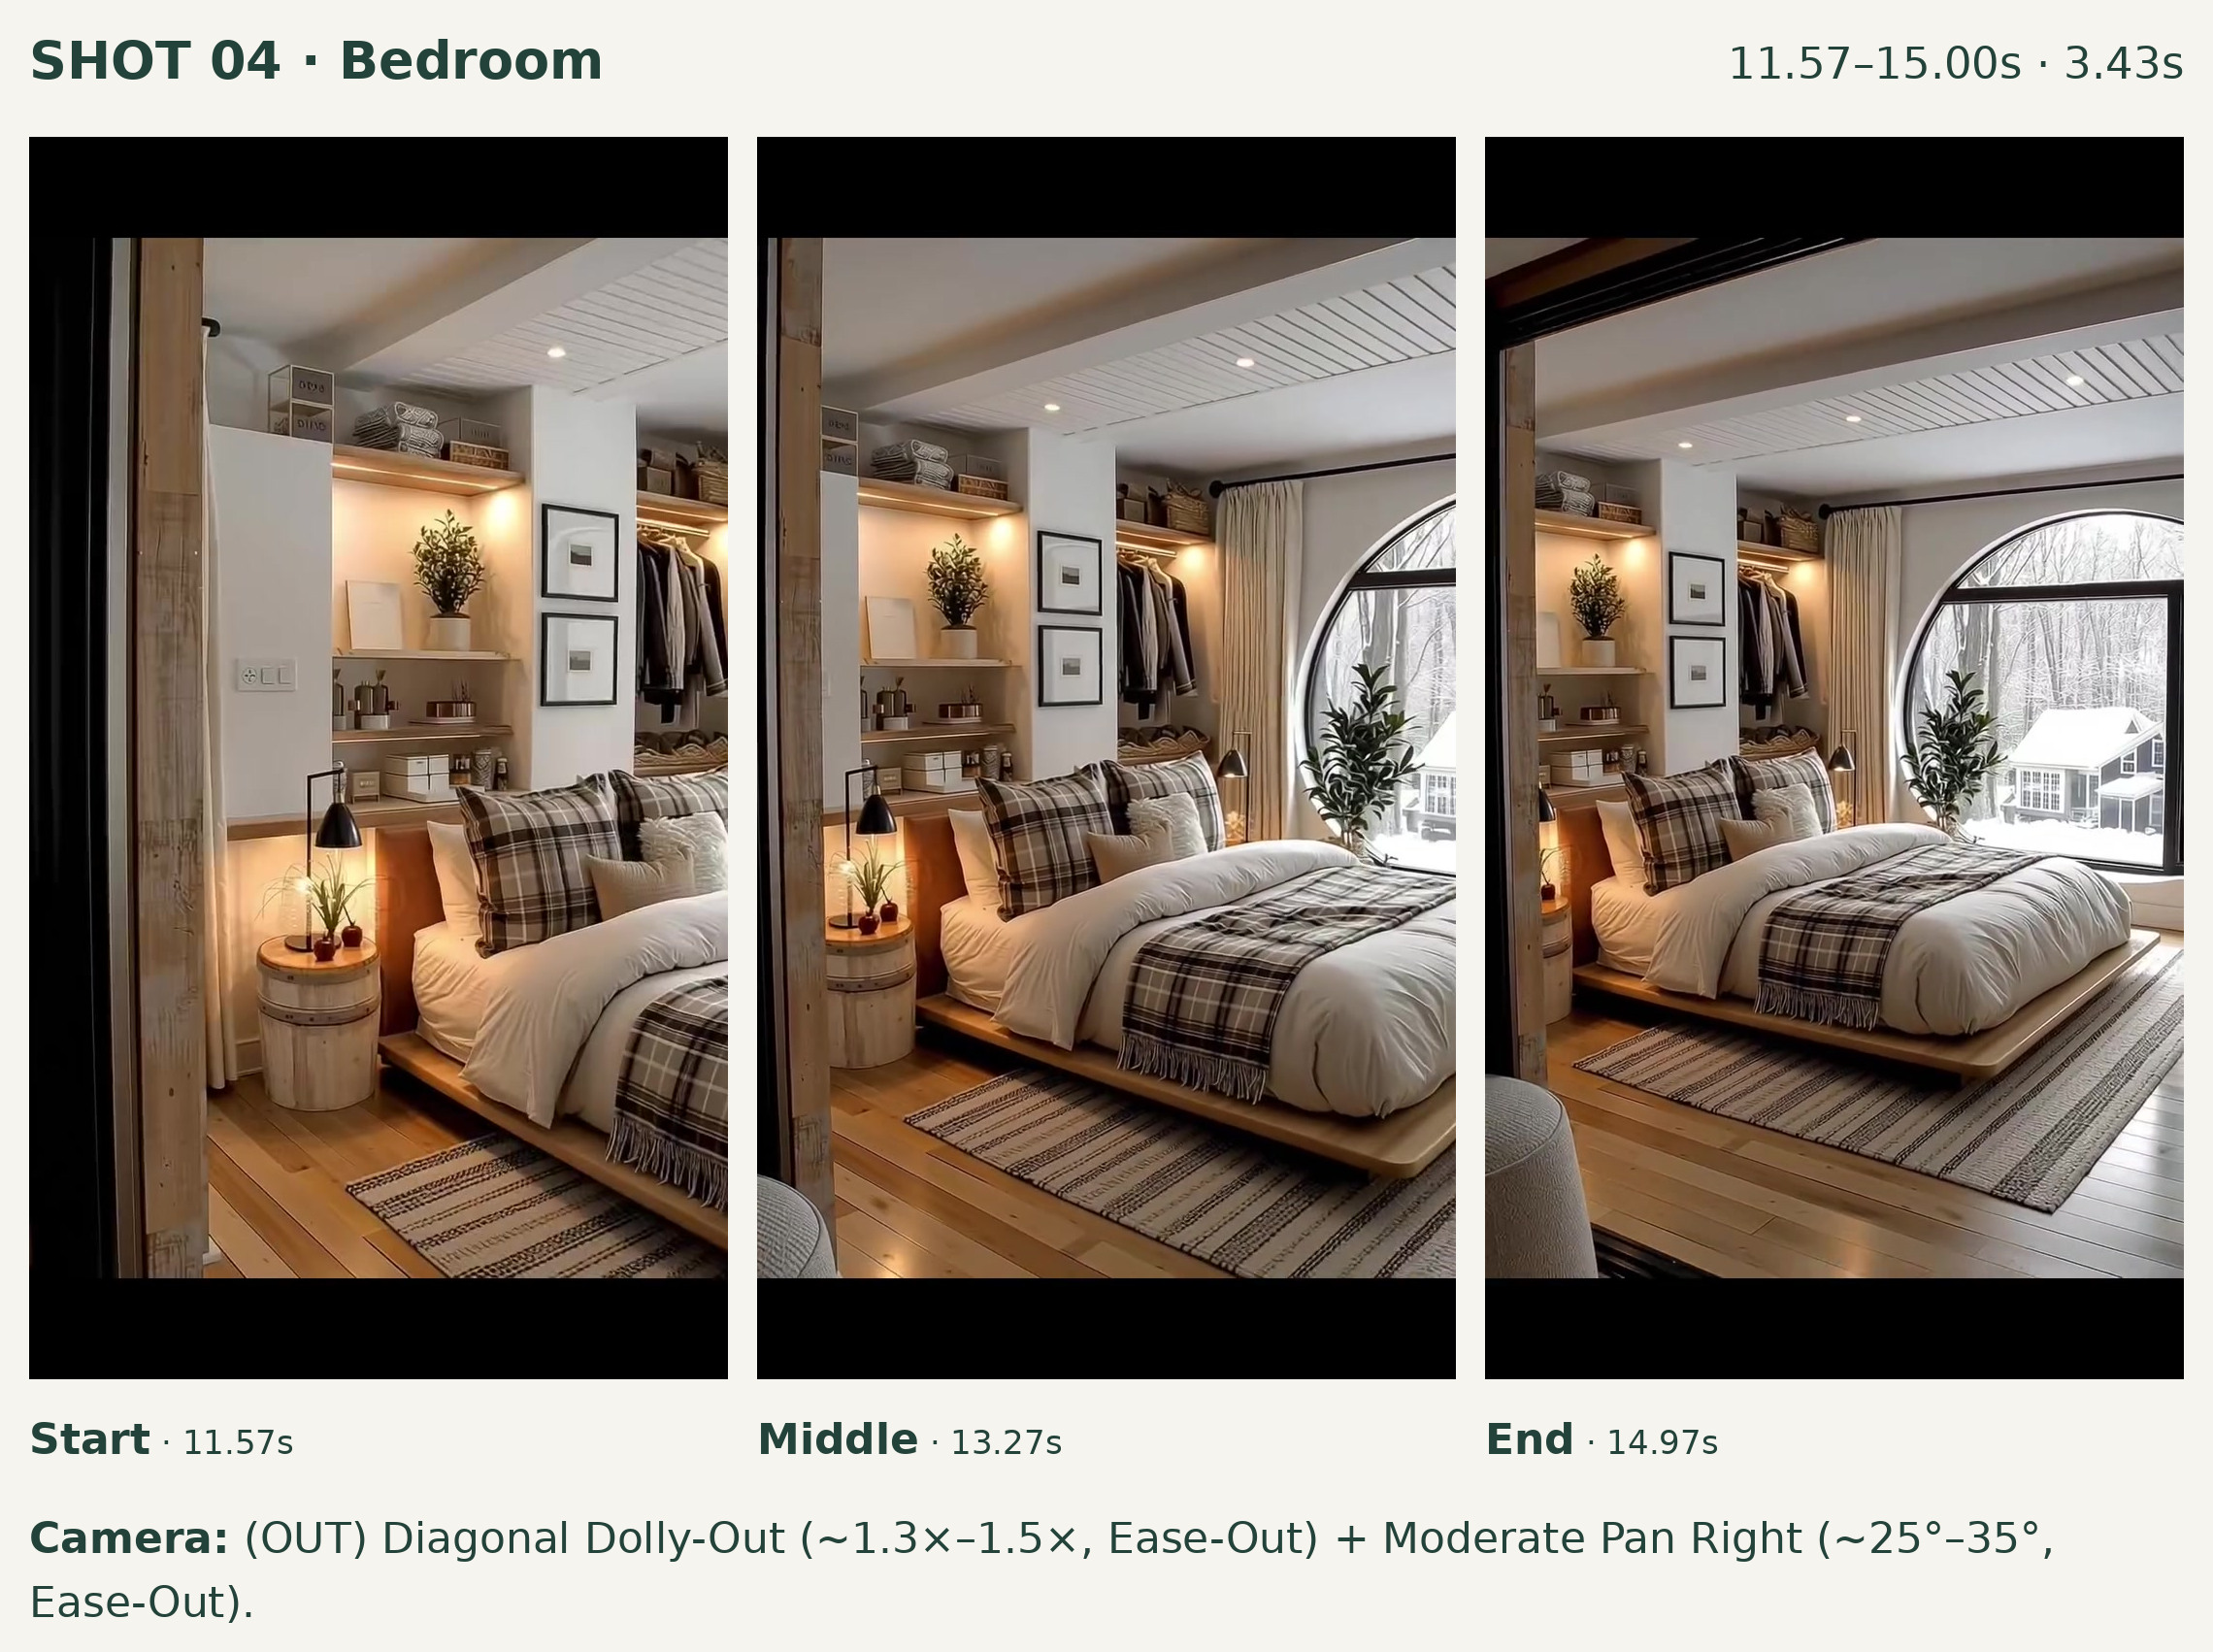 SHOT 04 · Bedroom
11.57–15.00s · 3.43s
Start · 11.57s
Middle · 13.27s
End · 14.97s
Camera: (OUT) Diagonal Dolly-Out (~1.3×–1.5×, Ease-Out) + Moderate Pan Right (~25°–35°,
Ease-Out).